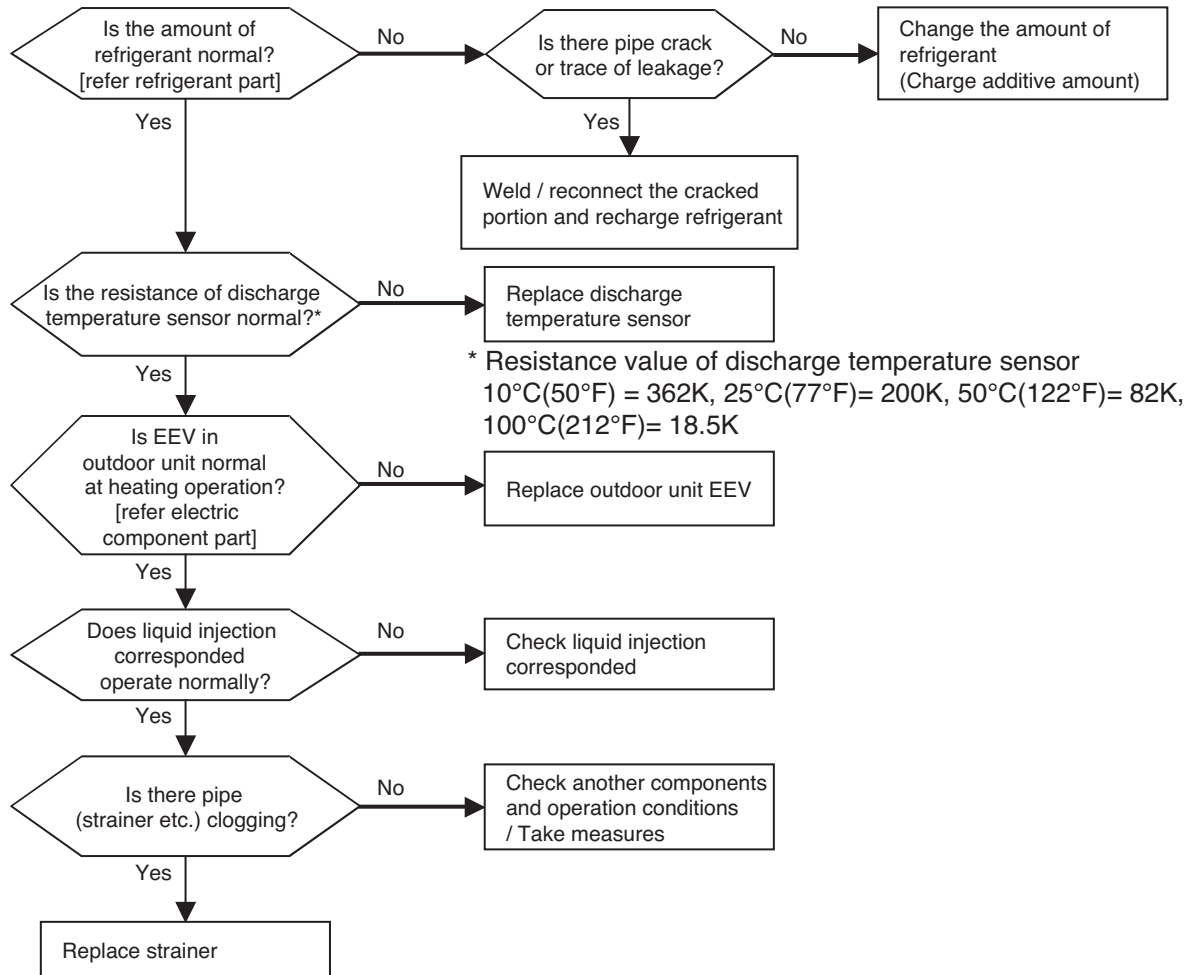 Is the amount of
refrigerant normal?
[refer refrigerant part]
No
Is there pipe crack
or trace of leakage?
No
Change the amount of
refrigerant
(Charge additive amount)
Yes
Yes
Weld / reconnect the cracked
portion and recharge refrigerant
Is the resistance of discharge
temperature sensor normal?*
No
Replace discharge
temperature sensor
* Resistance value of discharge temperature sensor
10°C(50°F) = 362K, 25°C(77°F)= 200K, 50°C(122°F)= 82K,
100°C(212°F)= 18.5K
Yes
Is EEV in
outdoor unit normal
at heating operation?
[refer electric
component part]
No
Replace outdoor unit EEV
Yes
Does liquid injection
corresponded
operate normally?
No
Check liquid injection
corresponded
Yes
Is there pipe
(strainer etc.) clogging?
No
Check another components
and operation conditions
/ Take measures
Yes
Replace strainer